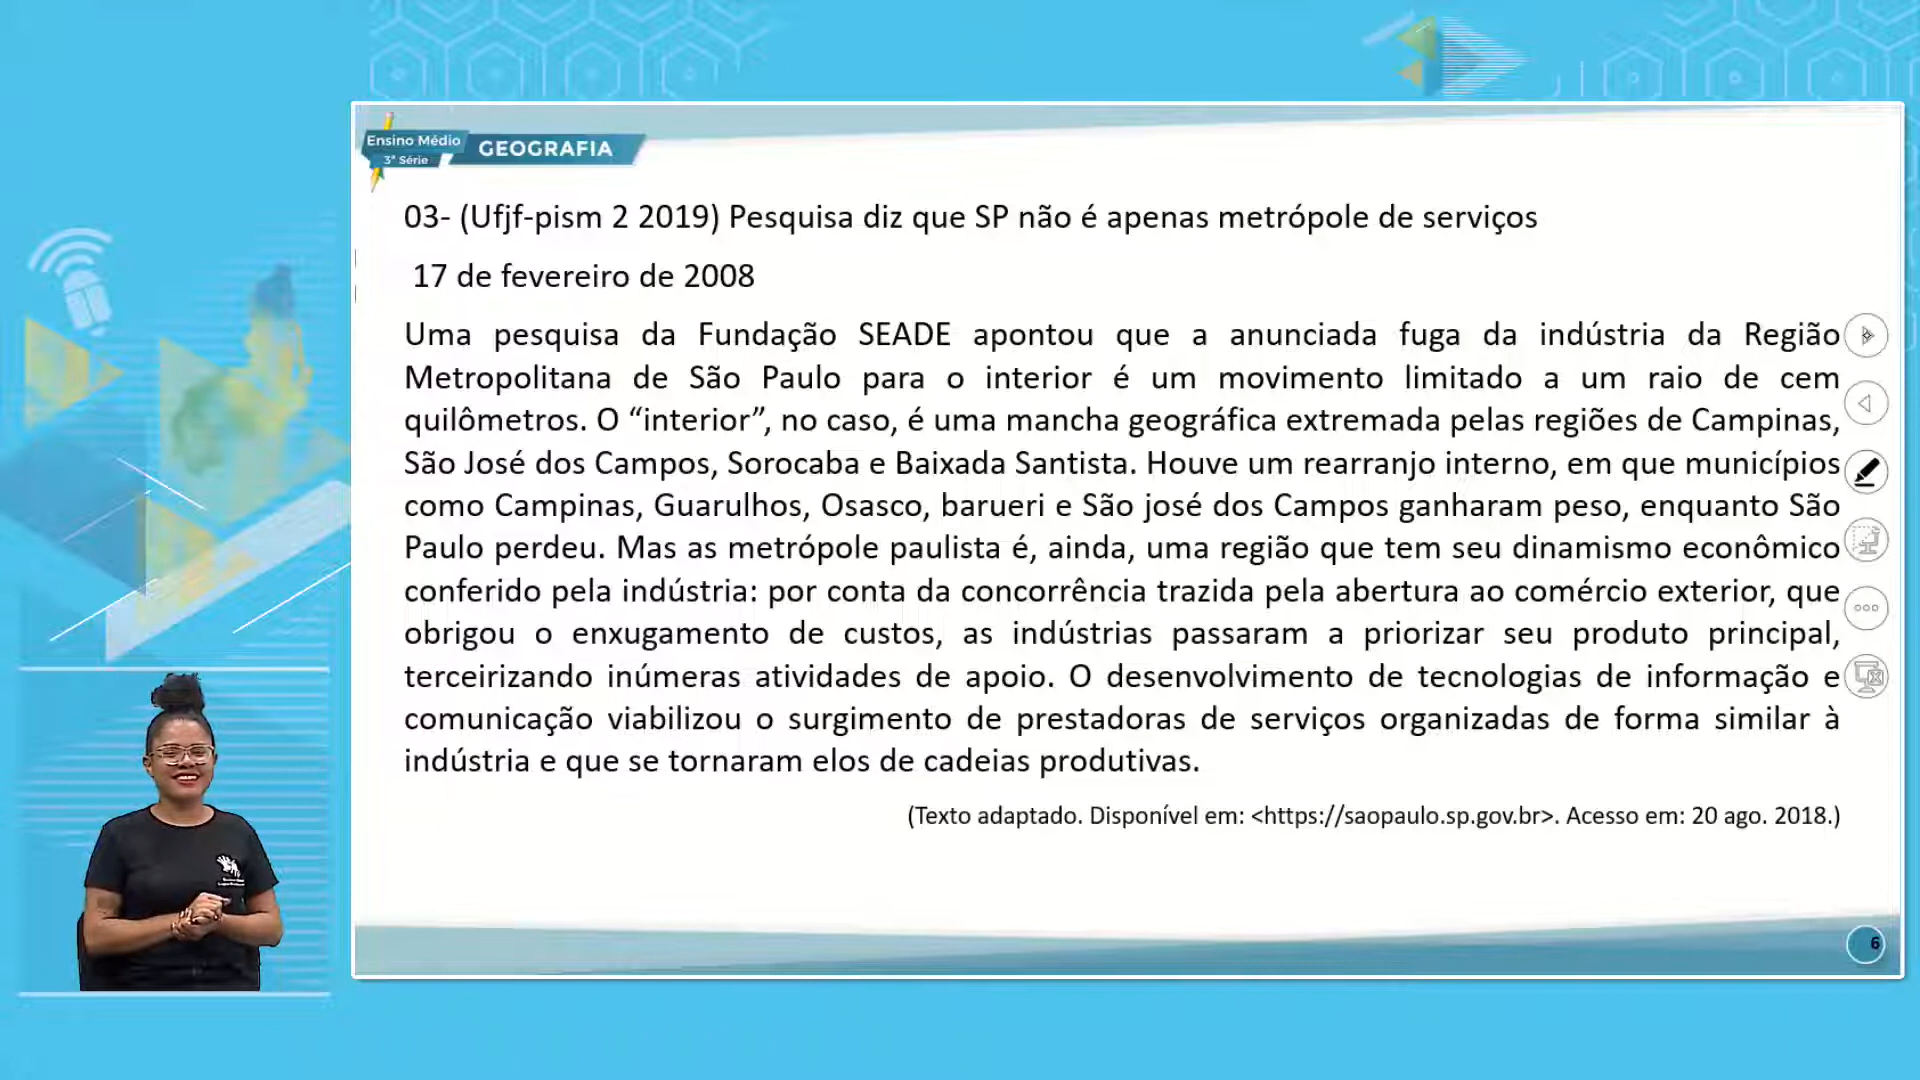 Ensino Médio
3ª Série
GEOGRAFIA
03- (Ufjf-pism 2 2019) Pesquisa diz que SP não é apenas metrópole de serviços
17 de fevereiro de 2008
Uma pesquisa da Fundação SEADE apontou que a anunciada fuga da indústria da Região
Metropolitana de São Paulo para o interior é um movimento limitado a um raio de cem
quilômetros. O “interior”, no caso, é uma mancha geográfica extremada pelas regiões de Campinas,
São José dos Campos, Sorocaba e Baixada Santista. Houve um rearranjo interno, em que municípios
como Campinas, Guarulhos, Osasco, barueri e São josé dos Campos ganharam peso, enquanto São
Paulo perdeu. Mas as metrópole paulista é, ainda, uma região que tem seu dinamismo econômico
conferido pela indústria: por conta da concorrência trazida pela abertura ao comércio exterior, que
obrigou o enxugamento de custos, as indústrias passaram a priorizar seu produto principal,
terceirizando inúmeras atividades de apoio. O desenvolvimento de tecnologias de informação e
comunicação viabilizou o surgimento de prestadoras de serviços organizadas de forma similar à
indústria e que se tornaram elos de cadeias produtivas.
(Texto adaptado. Disponível em: <https://saopaulo.sp.gov.br>. Acesso em: 20 ago. 2018.)
6